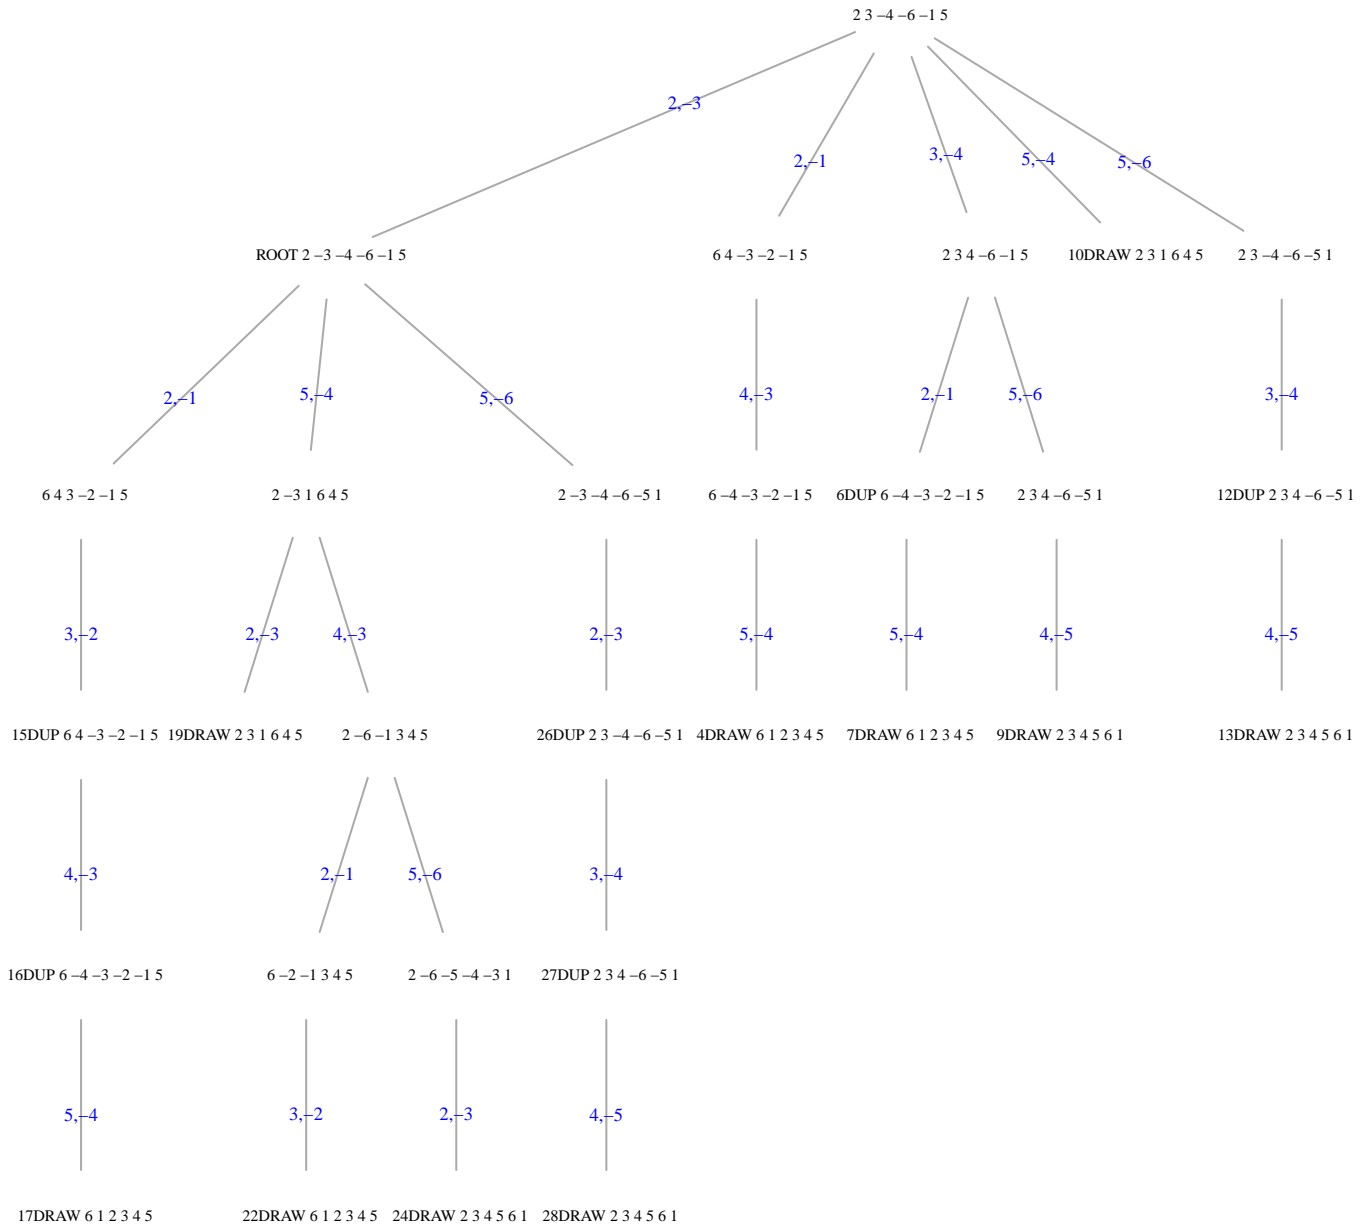 2 3 −4 −6 −1 5
2,−3
2,−1
3,−4
5,−4
5,−6
ROOT 2 −3 −4 −6 −1 5
6 4 −3 −2 −1 5
2 3 4 −6 −1 5
10DRAW 2 3 1 6 4 5
2 3 −4 −6 −5 1
2,−1
5,−4
5,−6
4,−3
2,−1
5,−6
3,−4
6 4 3 −2 −1 5
2 −3 1 6 4 5
2 −3 −4 −6 −5 1
6 −4 −3 −2 −1 5
6DUP 6 −4 −3 −2 −1 5
2 3 4 −6 −5 1
12DUP 2 3 4 −6 −5 1
3,−2
2,−3
4,−3
2,−3
5,−4
5,−4
4,−5
4,−5
15DUP 6 4 −3 −2 −1 5
19DRAW 2 3 1 6 4 5
2 −6 −1 3 4 5
26DUP 2 3 −4 −6 −5 1
4DRAW 6 1 2 3 4 5
7DRAW 6 1 2 3 4 5
9DRAW 2 3 4 5 6 1
13DRAW 2 3 4 5 6 1
4,−3
2,−1
5,−6
3,−4
16DUP 6 −4 −3 −2 −1 5
6 −2 −1 3 4 5
2 −6 −5 −4 −3 1
27DUP 2 3 4 −6 −5 1
5,−4
3,−2
2,−3
4,−5
17DRAW 6 1 2 3 4 5
22DRAW 6 1 2 3 4 5
24DRAW 2 3 4 5 6 1
28DRAW 2 3 4 5 6 1